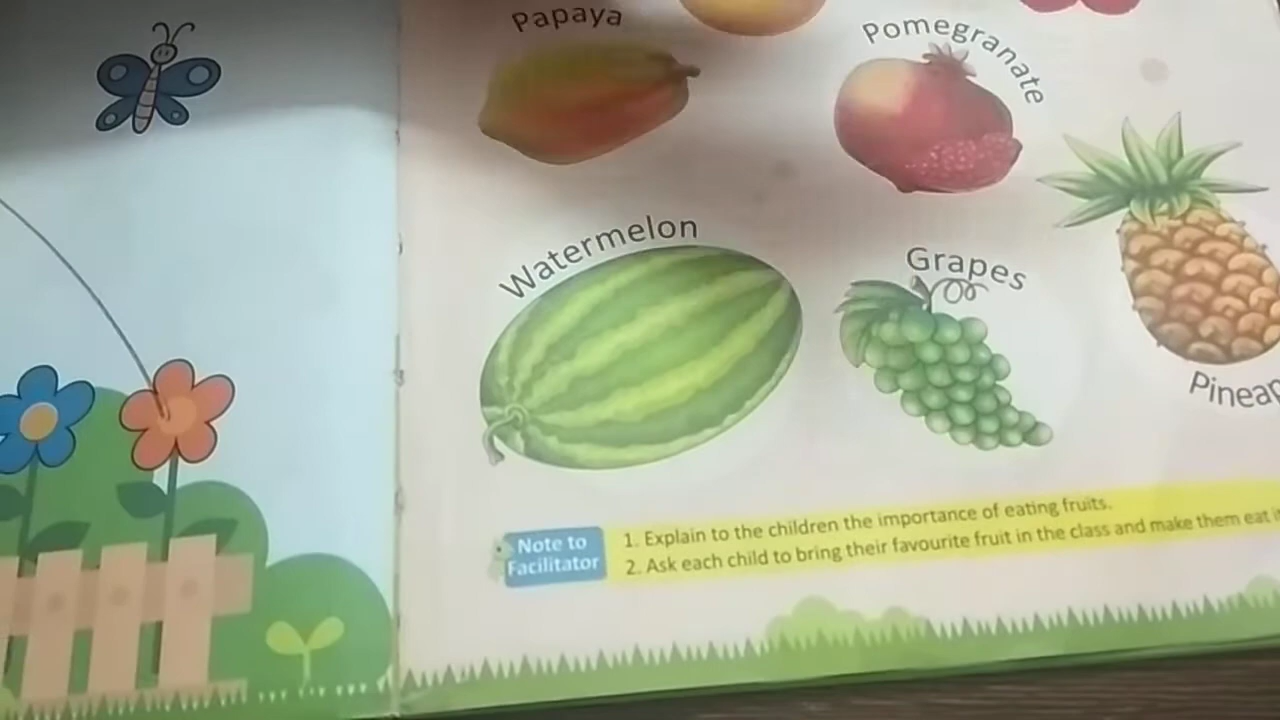 Papaya
Pomegranate
Watermelon
Grapes
Note to
Facilitator
1. Explain to the children the importance of eating fruits.
2. Ask each child to bring their favourite fruit in the class and make them eat